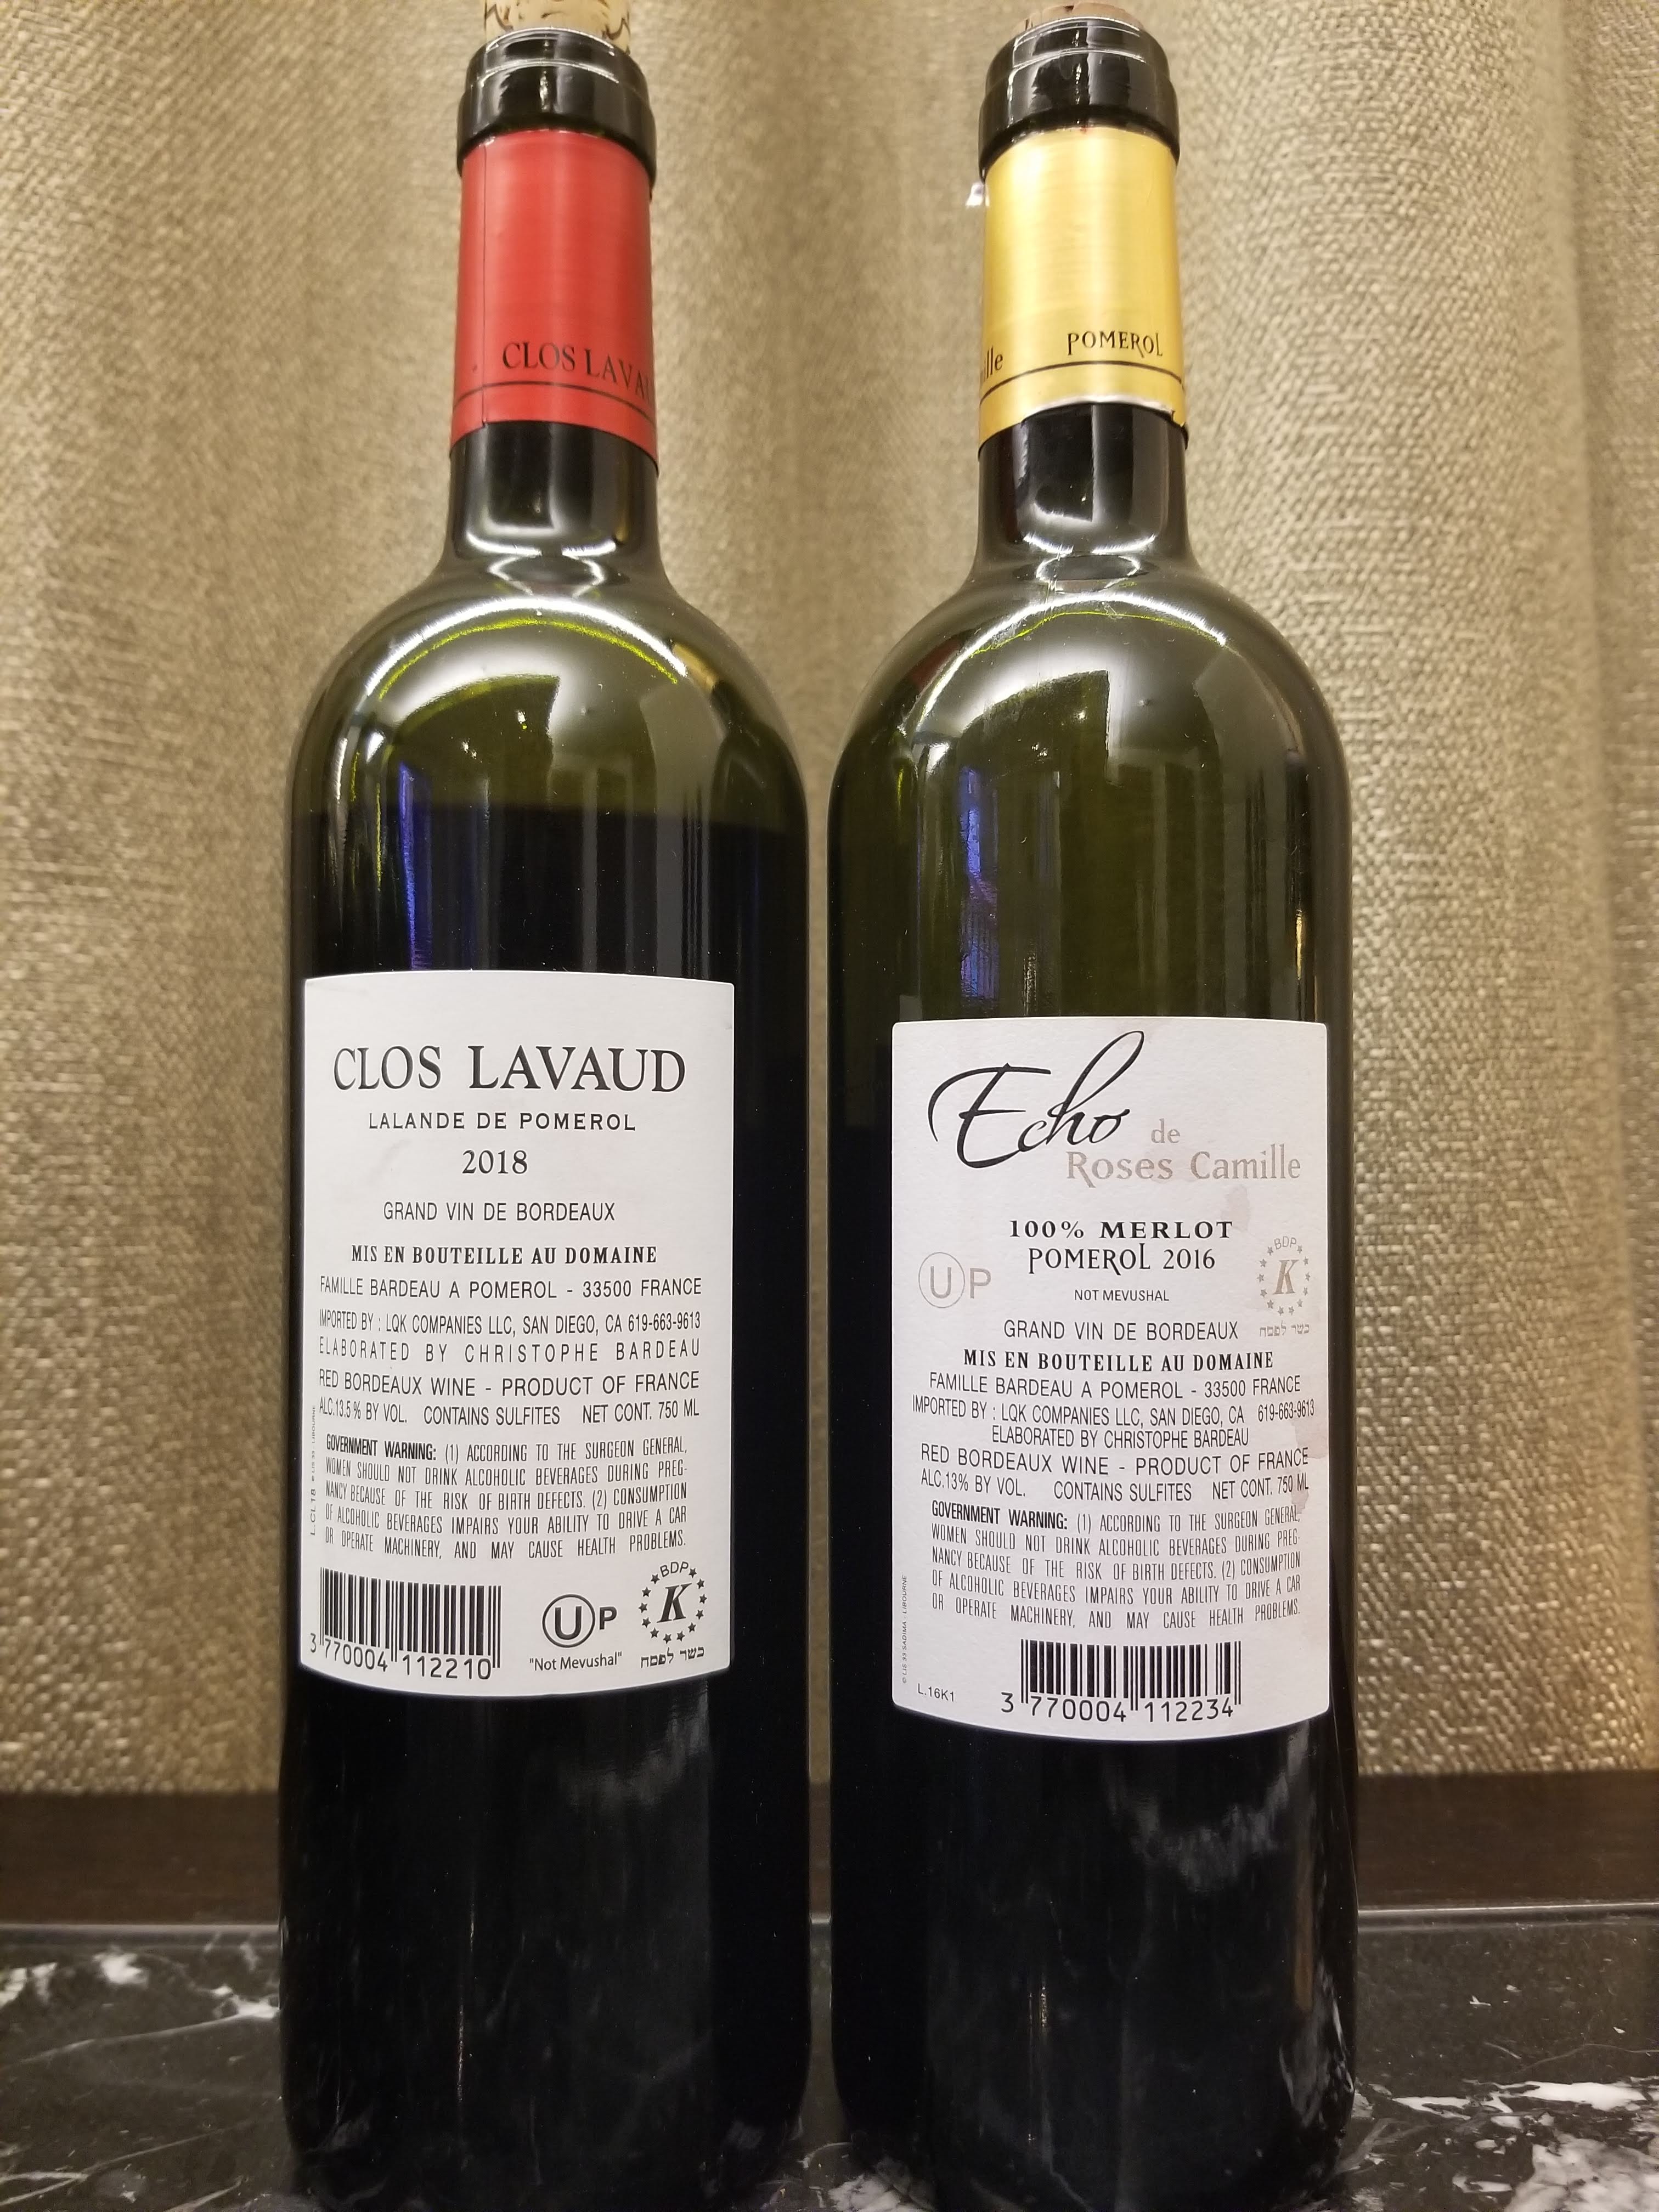 CLOS LAVAU
CLOS LAVAUD
LALANDE DE POMEROL
2018
GRAND VIN DE BORDEAUX
MIS EN BOUTEILLE AU DOMAINE
FAMILLE BARDEAU A POMEROL - 33500 FRANCE
IMPORTED BY : LQK COMPANIES LLC, SAN DIEGO, CA 619-663-9613
ELABORATED BY CHRISTOPHE BARDEAU
RED BORDEAUX WINE - PRODUCT OF FRANCE
ALC.13.5% BY VOL. CONTAINS SULFITES NET CONT. 750 ML
GOVERNMENT WARNING: (1) ACCORDING TO THE SURGEON GENERAL,
WOMEN SHOULD NOT DRINK ALCOHOLIC BEVERAGES DURING PREG-
NANCY BECAUSE OF THE RISK OF BIRTH DEFECTS. (2) CONSUMPTION
OF ALCOHOLIC BEVERAGES IMPAIRS YOUR ABILITY TO DRIVE A CAR
OR OPERATE MACHINERY, AND MAY CAUSE HEALTH PROBLEMS.
3 770004 112210
U P
"Not Mevushal"
BDP
K
כשר לפסח
ille POMEROL
Echo de
Roses Camille
100% MERLOT
POMEROL 2016
NOT MEVUSHAL
U P
BDP
K
כשר לפסח
GRAND VIN DE BORDEAUX
MIS EN BOUTEILLE AU DOMAINE
FAMILLE BARDEAU A POMEROL - 33500 FRANCE
IMPORTED BY : LQK COMPANIES LLC, SAN DIEGO, CA 619-663-9613
ELABORATED BY CHRISTOPHE BARDEAU
RED BORDEAUX WINE - PRODUCT OF FRANCE
ALC.13% BY VOL. CONTAINS SULFITES NET CONT. 750 ML
GOVERNMENT WARNING: (1) ACCORDING TO THE SURGEON GENERAL,
WOMEN SHOULD NOT DRINK ALCOHOLIC BEVERAGES DURING PREG-
NANCY BECAUSE OF THE RISK OF BIRTH DEFECTS. (2) CONSUMPTION
OF ALCOHOLIC BEVERAGES IMPAIRS YOUR ABILITY TO DRIVE A CAR
OR OPERATE MACHINERY, AND MAY CAUSE HEALTH PROBLEMS.
L.16K1
3 770004 112234